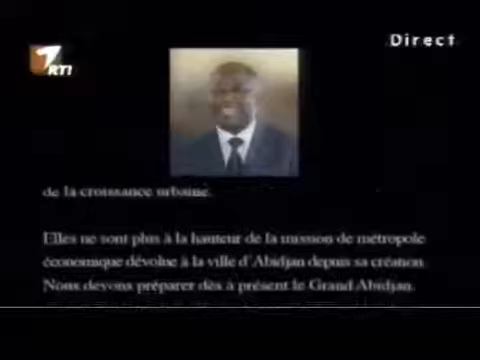 RTI
Direct
de la croissance urbaine.
Elles ne sont plus à la hauteur de la mission de métropole
économique dévolue à la ville d'Abidjan depuis sa création
Nous devons préparer dès à présent le Grand Abidjan.